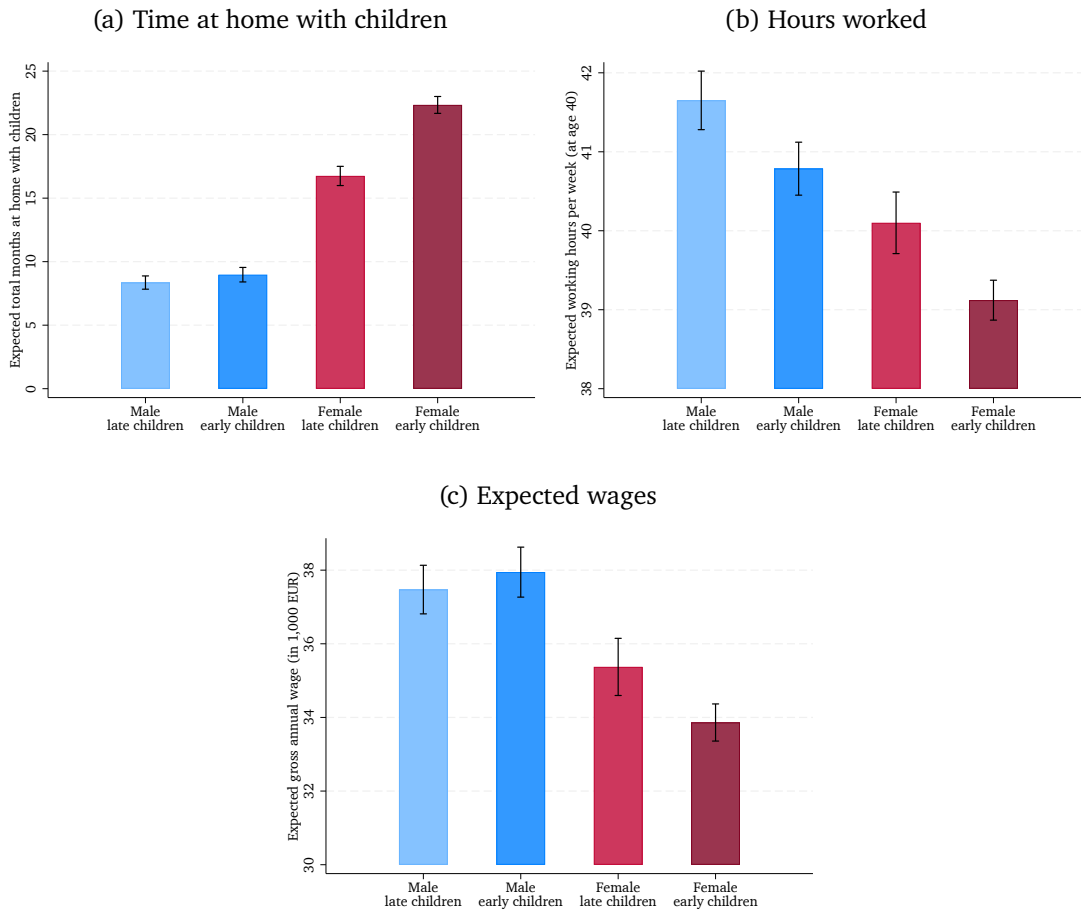 (a) Time at home with children
Expected total months at home with children
25
20
15
10
5
0
Male
late children
Male
early children
Female
late children
Female
early children
(b) Hours worked
Expected working hours per week (at age 40)
42
41
40
39
38
Male
late children
Male
early children
Female
late children
Female
early children
(c) Expected wages
Expected gross annual wage (in 1,000 EUR)
38
36
34
32
30
Male
late children
Male
early children
Female
late children
Female
early children